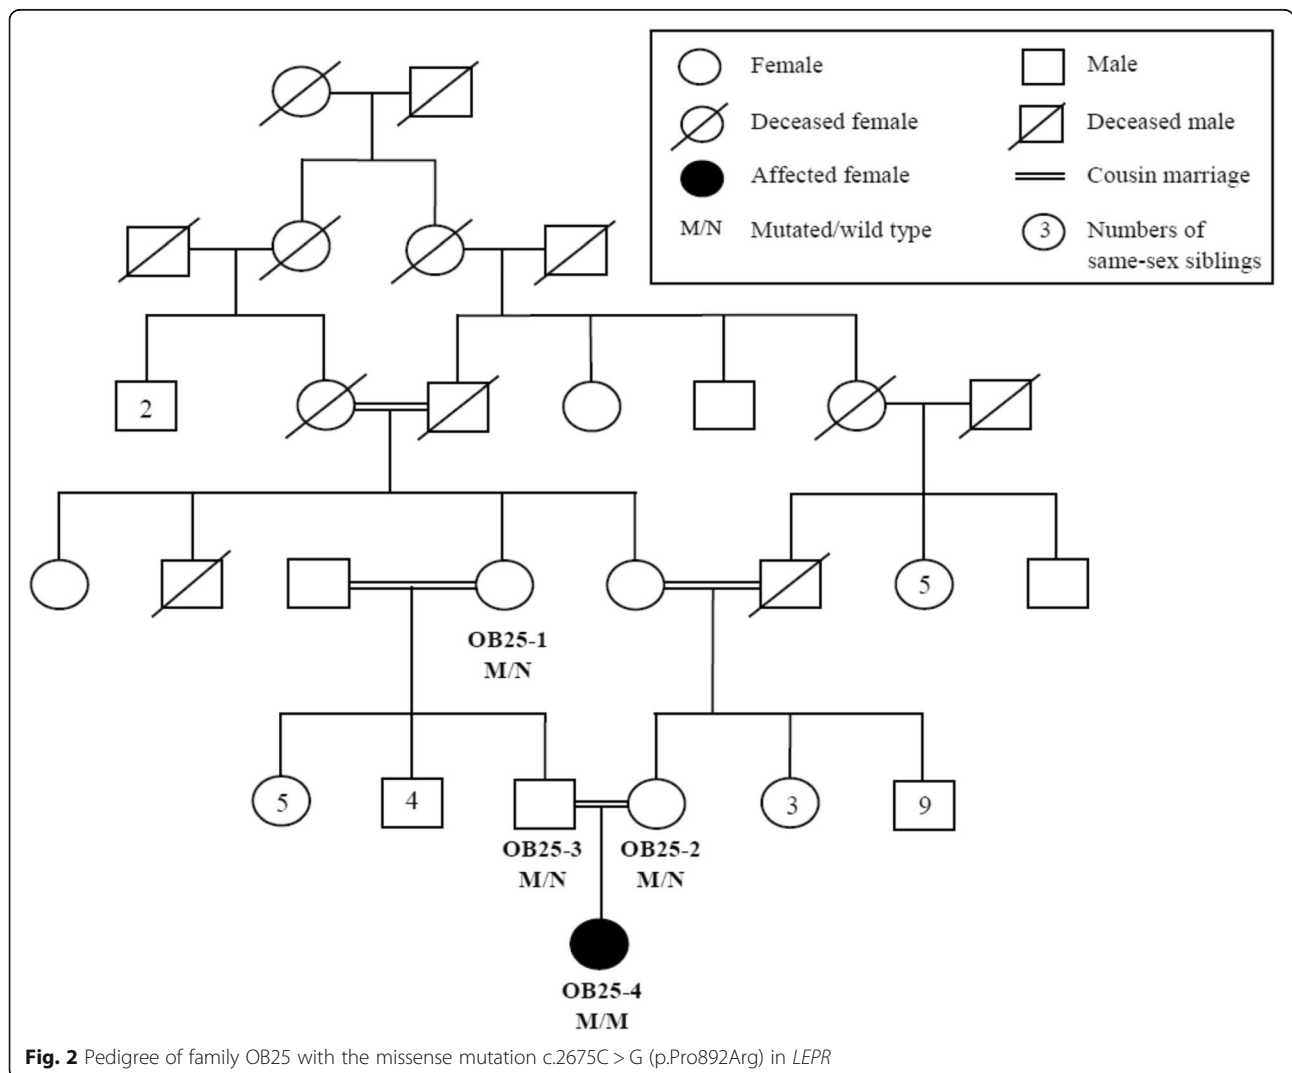 Female
Male
Deceased female
Deceased male
Affected female
Cousin marriage
M/N
Mutated/wild type
3
Numbers of
same-sex siblings
2
5
OB25-1
M/N
5
4
3
9
OB25-3
M/N
OB25-2
M/N
OB25-4
M/M
Fig. 2 Pedigree of family OB25 with the missense mutation c.2675C > G (p.Pro892Arg) in LEPR